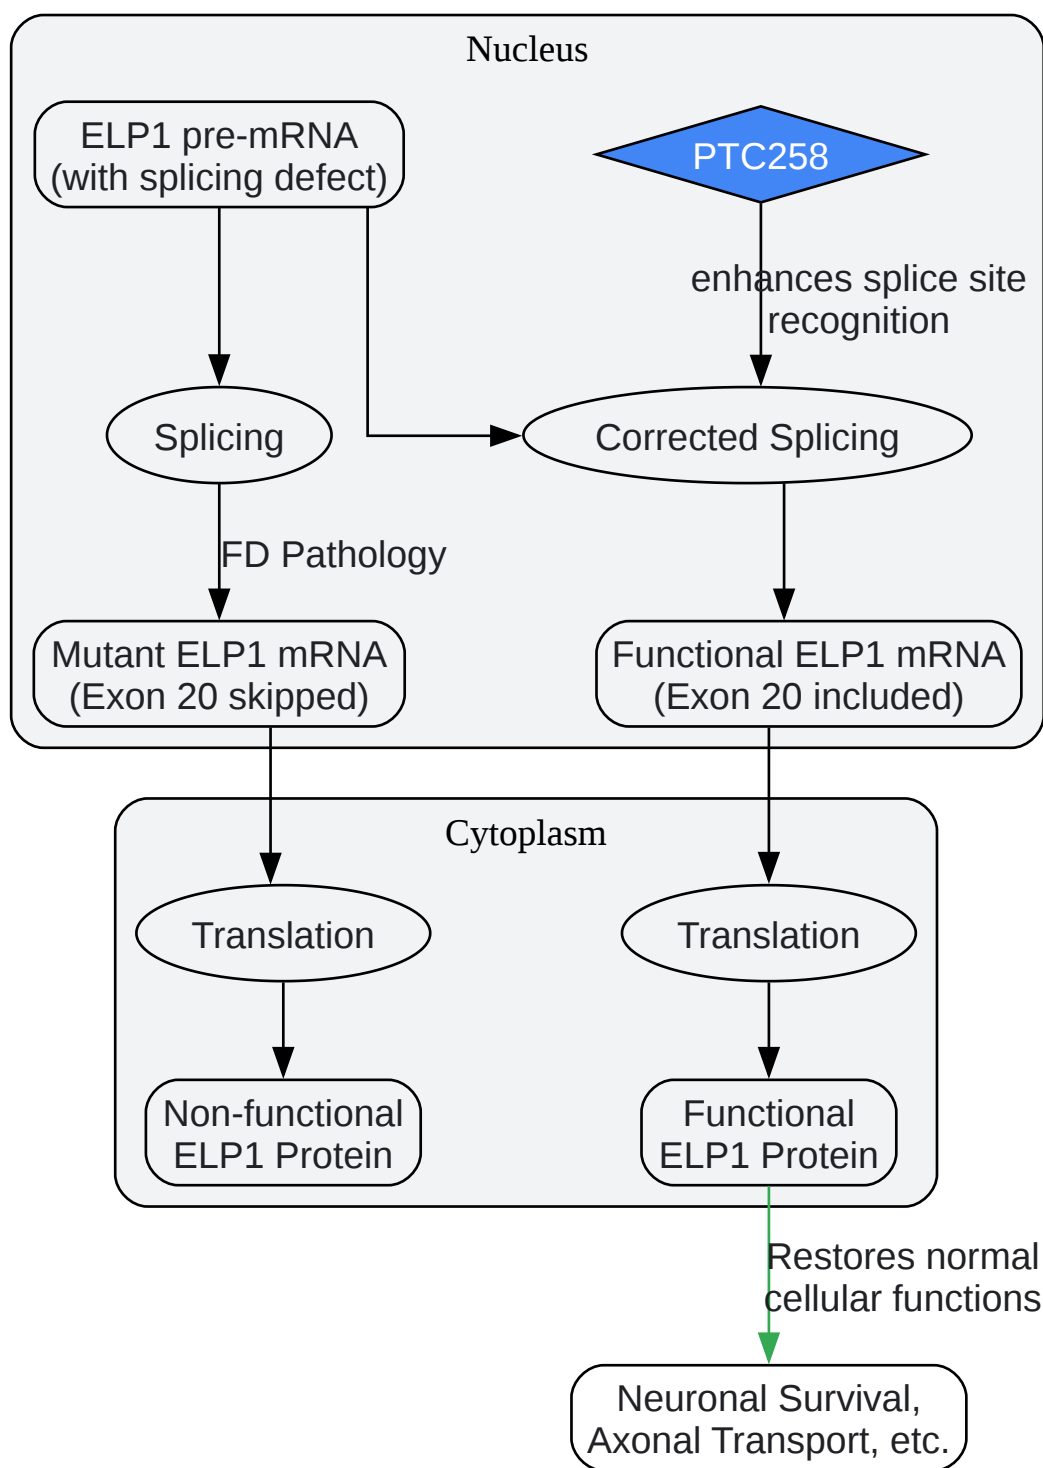 Nucleus
ELP1 pre-mRNA
(with splicing defect)
PTC258
enhances splice site
recognition
Splicing
Corrected Splicing
FD Pathology
Mutant ELP1 mRNA
(Exon 20 skipped)
Functional ELP1 mRNA
(Exon 20 included)
Cytoplasm
Translation
Translation
Non-functional
ELP1 Protein
Functional
ELP1 Protein
Restores normal
cellular functions
Neuronal Survival,
Axonal Transport, etc.